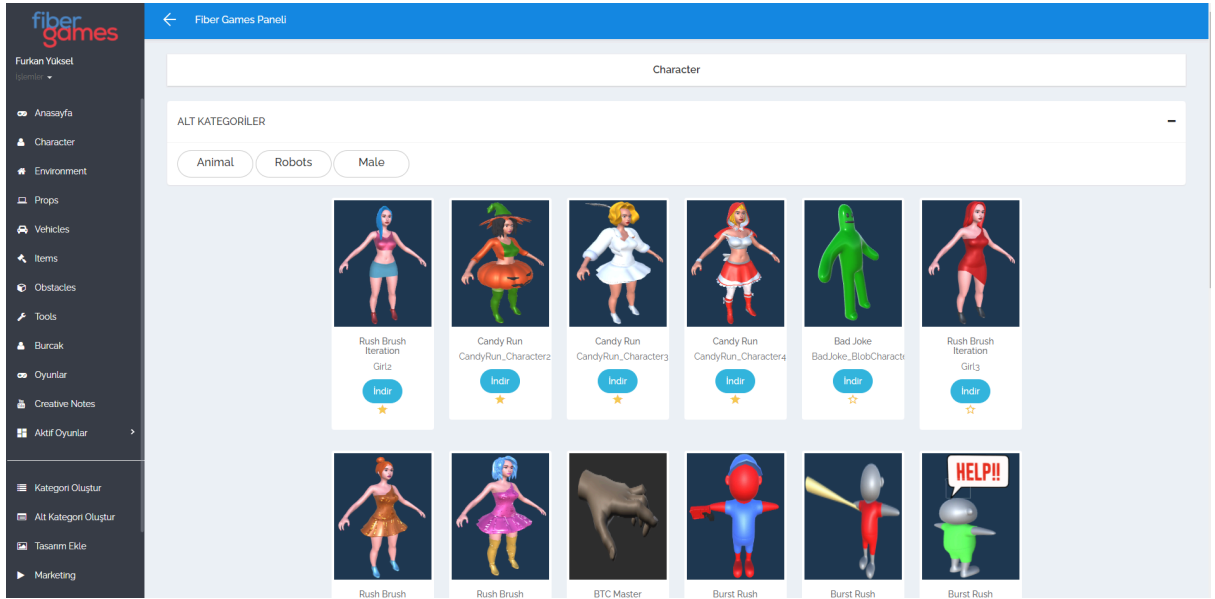 fiber
games
Fiber Games Paneli
Furkan Yüksel
İşlemler
Anasayfa
Character
Environment
Props
Vehicles
Items
Obstacles
Tools
Burcak
Oyunlar
Creative Notes
Aktif Oyunlar
Kategori Oluştur
Alt Kategori Oluştur
Tasarım Ekle
Marketing
Character
ALT KATEGORİLER
Animal
Robots
Male
Rush Brush
Iteration
Girl2
İndir
Candy Run
CandyRun_Character2
İndir
Candy Run
CandyRun_Character3
İndir
Candy Run
CandyRun_Character4
İndir
Bad Joke
BadJoke_BlobCharacte
İndir
Rush Brush
Iteration
Girl3
İndir
HELP!!
Rush Brush
Rush Brush
BTC Master
Burst Rush
Burst Rush
Burst Rush